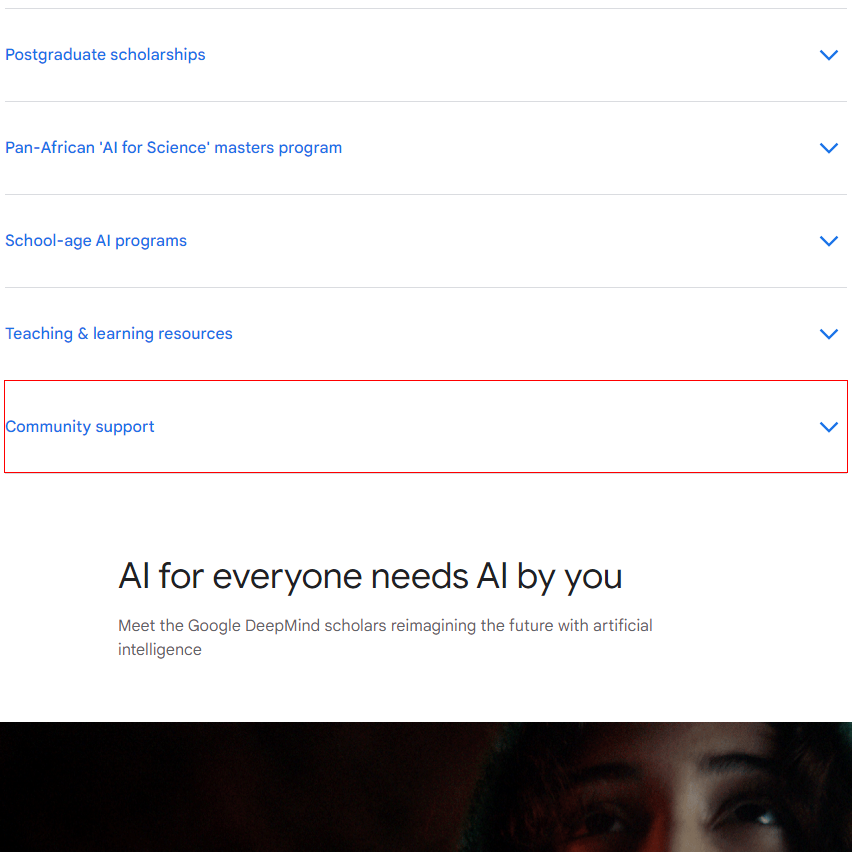 Postgraduate scholarships
Pan-African 'AI for Science' masters program
School-age AI programs
Teaching & learning resources
Community support
AI for everyone needs AI by you
Meet the Google DeepMind scholars reimagining the future with artificial
intelligence